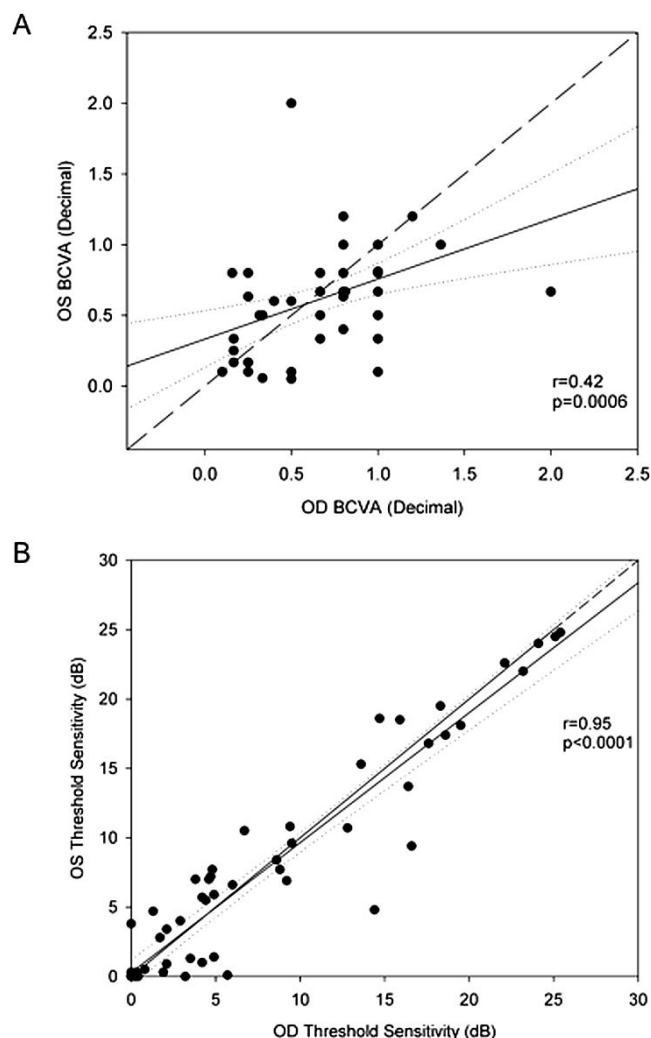 A
2.5
2.0
1.5
1.0
0.5
0.0
OS BCVA (Decimal)
r=0.42
p=0.0006
0.0 0.5 1.0 1.5 2.0 2.5
OD BCVA (Decimal)
B
30
25
20
15
10
5
0
OS Threshold Sensitivity (dB)
r=0.95
p<0.0001
0 5 10 15 20 25 30
OD Threshold Sensitivity (dB)